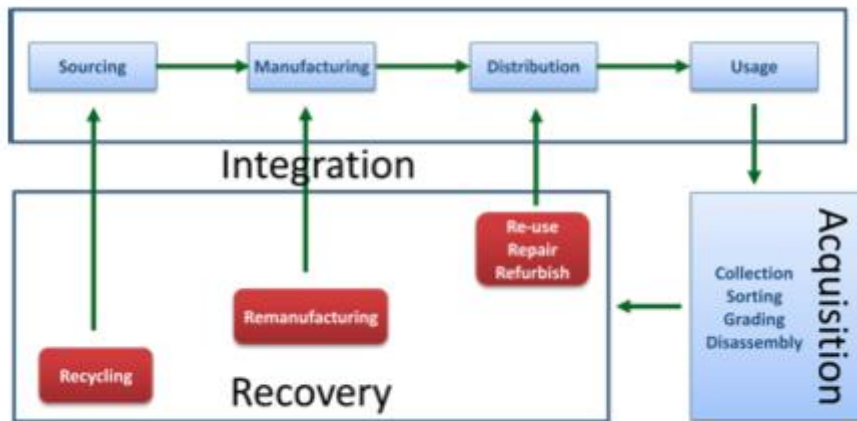 Sourcing
Manufacturing
Distribution
Usage
Integration
Re-use
Repair
Refurbish
Remanufacturing
Recycling
Recovery
Collection
Sorting
Grading
Disassembly
Acquisition